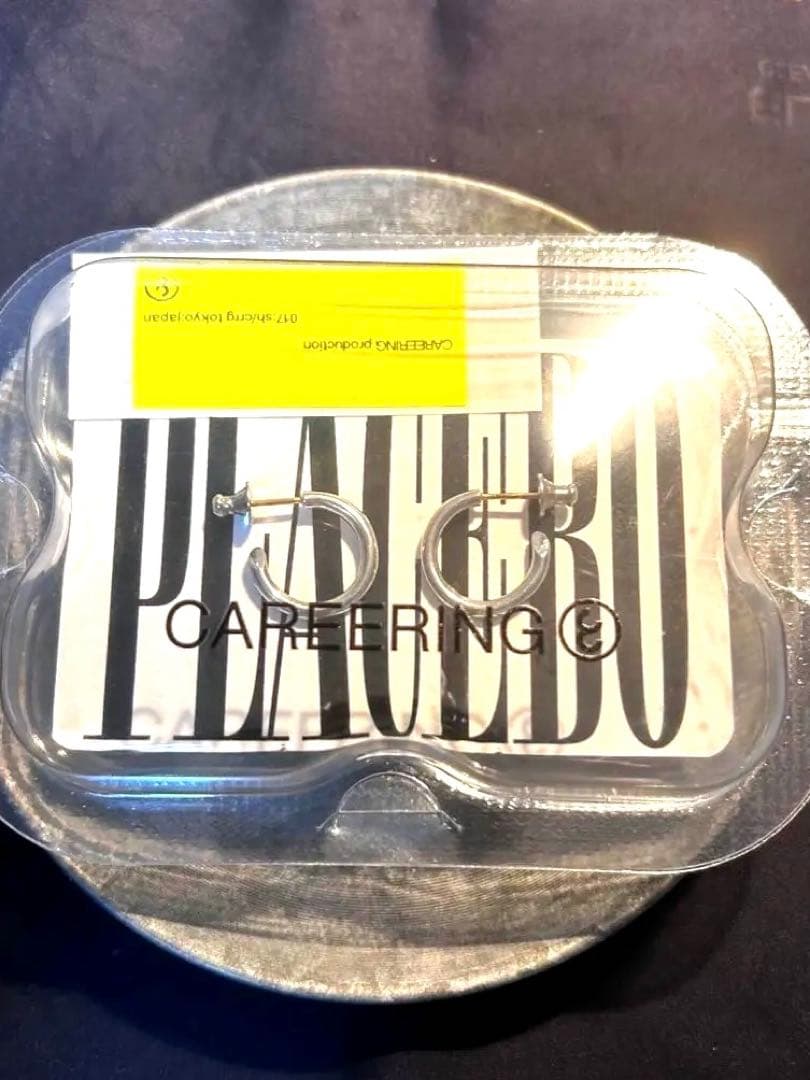 CAREERING production
017:sh/crng tokyo:japan
PLACEBO
CAREERING